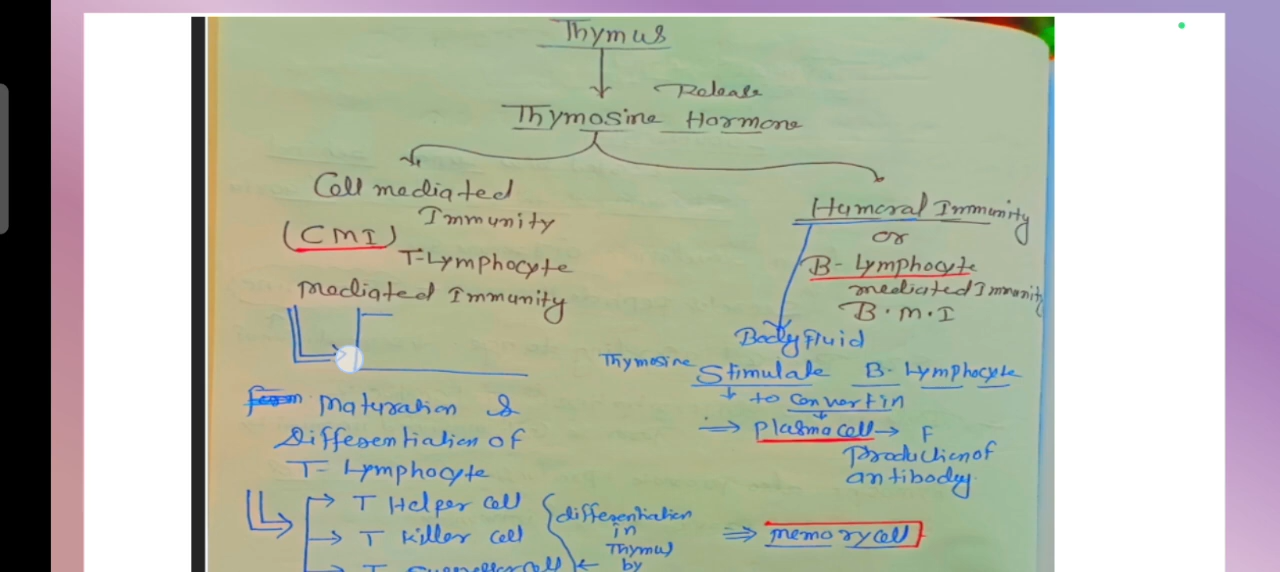 Thymus
Release
Thymosine Hormone
Cell mediated
Immunity
(CMI)
T-Lymphocyte
mediated Immunity
Maturation &
Differentiation of
T- Lymphocyte
T Helper cell
T Killer cell
T Suppressor cell
differentiation
in
Thymus
by
Humoral Immunity
or
B- Lymphocyte
mediated Immunity
B.M.I
Body fluid
Thymosine Stimulate B- Lymphocyte
to convert in
Plasma cell → F
Production of
antibody
memory cell